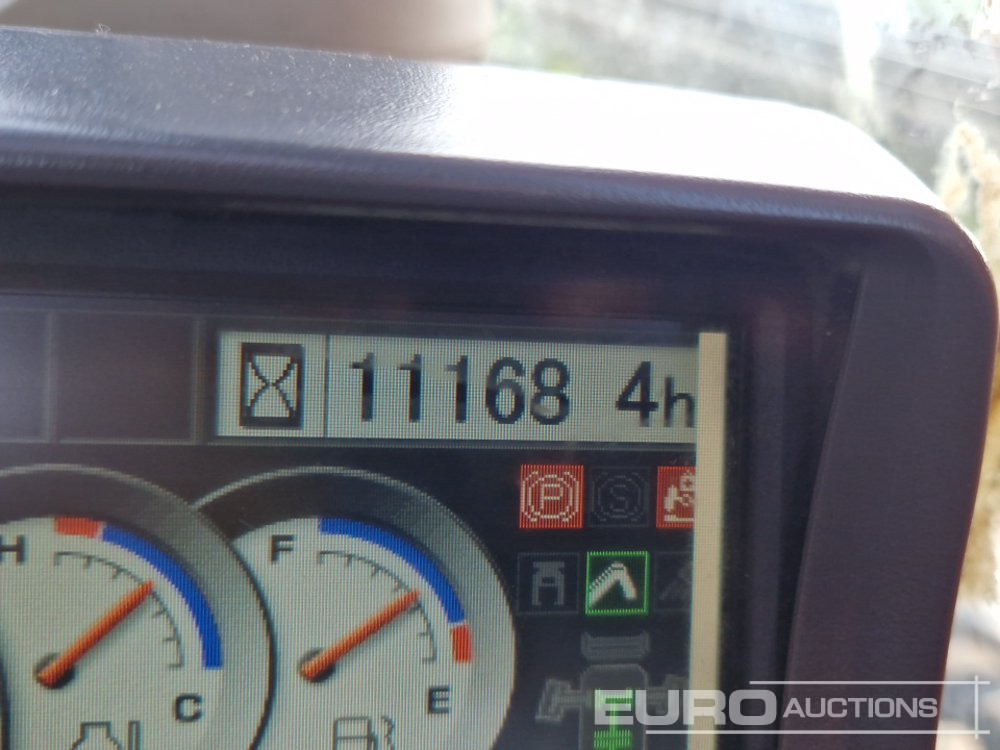 11168 4h
P S
H F
C E
EURO AUCTIONS